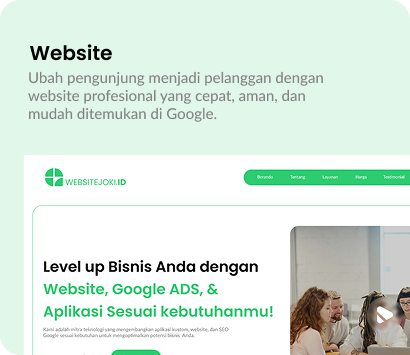 Website
Ubah pengunjung menjadi pelanggan dengan
website profesional yang cepat, aman, dan
mudah ditemukan di Google.
WEBSITEJOKI.ID
Beranda Tentang Layanan Harga Testimonial
Level up Bisnis Anda dengan
Website, Google ADS, &
Aplikasi Sesuai kebutuhanmu!
Kami adalah mitra teknologi yang mengembangkan aplikasi kustom, website, dan SEO
Google sesuai kebutuhan untuk mengoptimalkan potensi bisnis Anda.